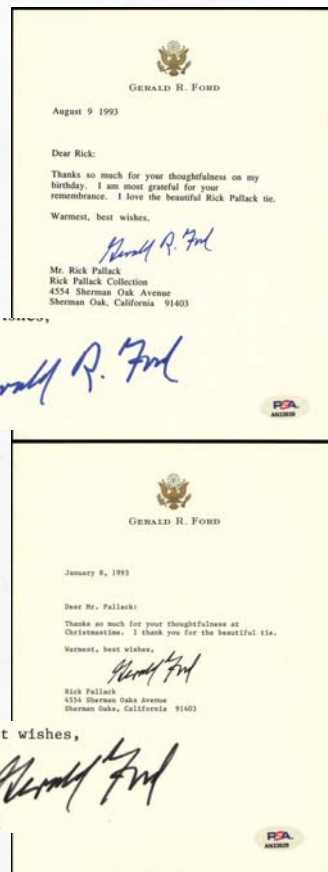 GERALD R. FORD
August 9 1993
Dear Rick:
Thanks so much for your thoughtfulness on my
birthday. I am most grateful for your
remembrance. I love the beautiful Rick Pallack tie.
Warmest, best wishes,
Gerald R. Ford
Mr. Rick Pallack
Rick Pallack Collection
4554 Sherman Oak Avenue
Sherman Oak, California 91403
ishes,
erald R. Ford
PSA
GERALD R. FORD
January 8, 1993
Dear Mr. Pallack:
Thanks so much for your thoughtfulness at
Christmastime. I thank you for the beautiful tie.
Warmest, best wishes,
Gerald Ford
Rick Pallack
4554 Sherman Oaks Avenue
Sherman Oaks, California 91403
t wishes,
Gerald Ford
PSA